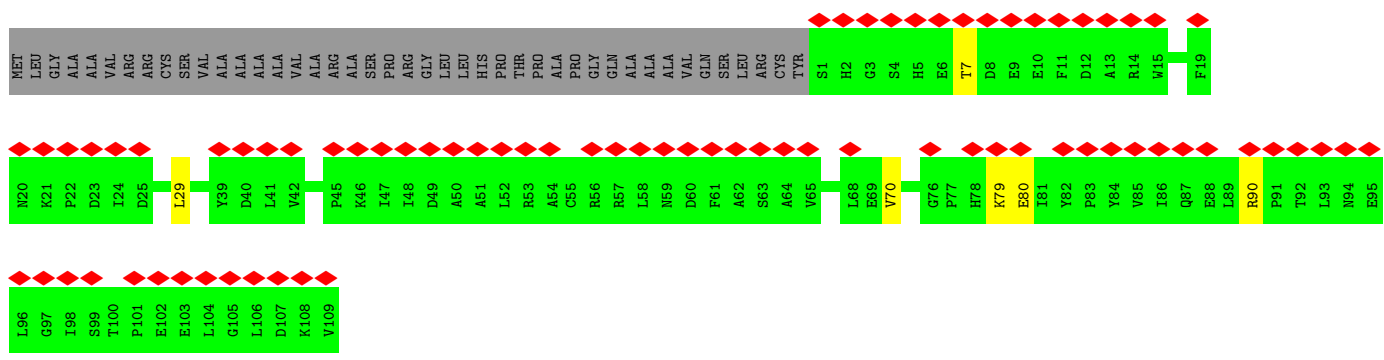 MET LEU GLY ALA ALA VAL ARG ARG CYS SER VAL ALA ALA ALA ALA VAL ALA ARG ALA SER PRO ARG GLY LEU LEU HIS PRO THR PRO ALA PRO GLY GLN ALA ALA ALA VAL GLN SER LEU ARG CYS TYR S1 H2 G3 S4 H5 E6 T7 D8 E9 E10 F11 D12 A13 R14 W15 F19
N20 K21 P22 D23 I24 D25 L29 Y39 D40 L41 V42 P45 K46 I47 I48 D49 A50 A51 L52 R53 A54 C55 R56 R57 L58 N59 D60 F61 A62 S63 A64 V65 L68 E69 V70 G76 P77 H78 K79 E80 I81 Y82 P83 Y84 V85 I86 Q87 E88 L89 R90 P91 T92 L93 N94 E95
L96 G97 I98 S99 T100 P101 E102 E103 L104 G105 L106 D107 K108 V109